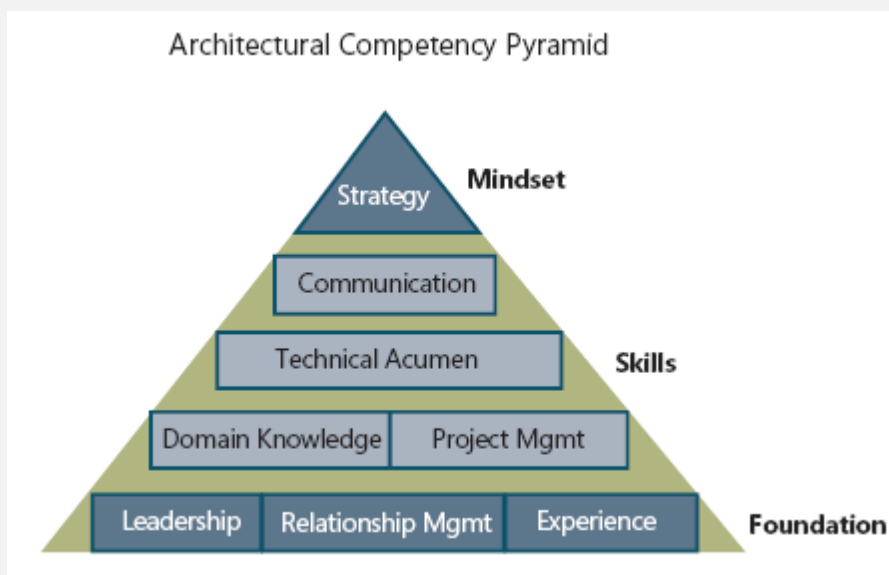 Architectural Competency Pyramid
Strategy
Mindset
Communication
Technical Acumen
Skills
Domain Knowledge
Project Mgmt
Leadership
Relationship Mgmt
Experience
Foundation